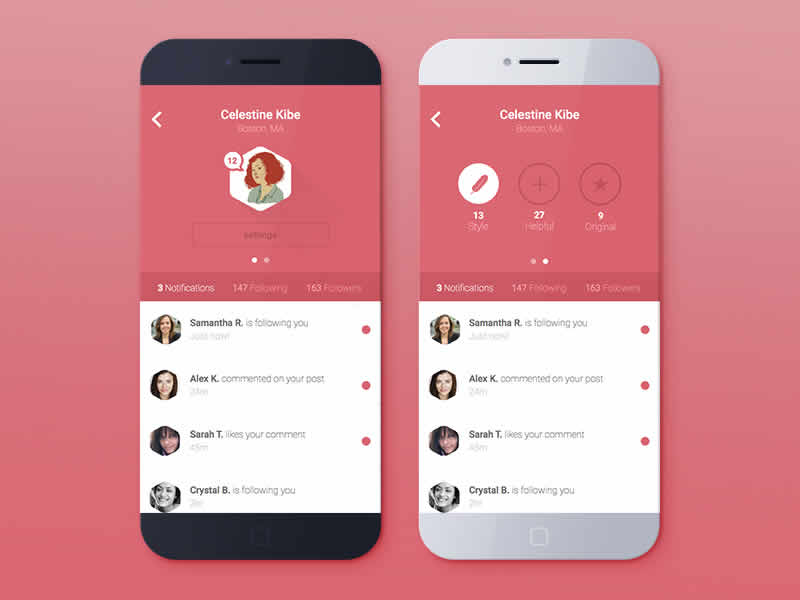 Celestine Kibe
Boston, MA
12
settings
3 Notifications 147 Following 163 Followers
Samantha R. is following you
Just now!
Alex K. commented on your post
24m
Sarah T. likes your comment
45m
Crystal B. is following you
2m
Celestine Kibe
Boston, MA
13 27 9
Style Helpful Original
3 Notifications 147 Following 163 Followers
Samantha R. is following you
Just now!
Alex K. commented on your post
24m
Sarah T. likes your comment
45m
Crystal B. is following you